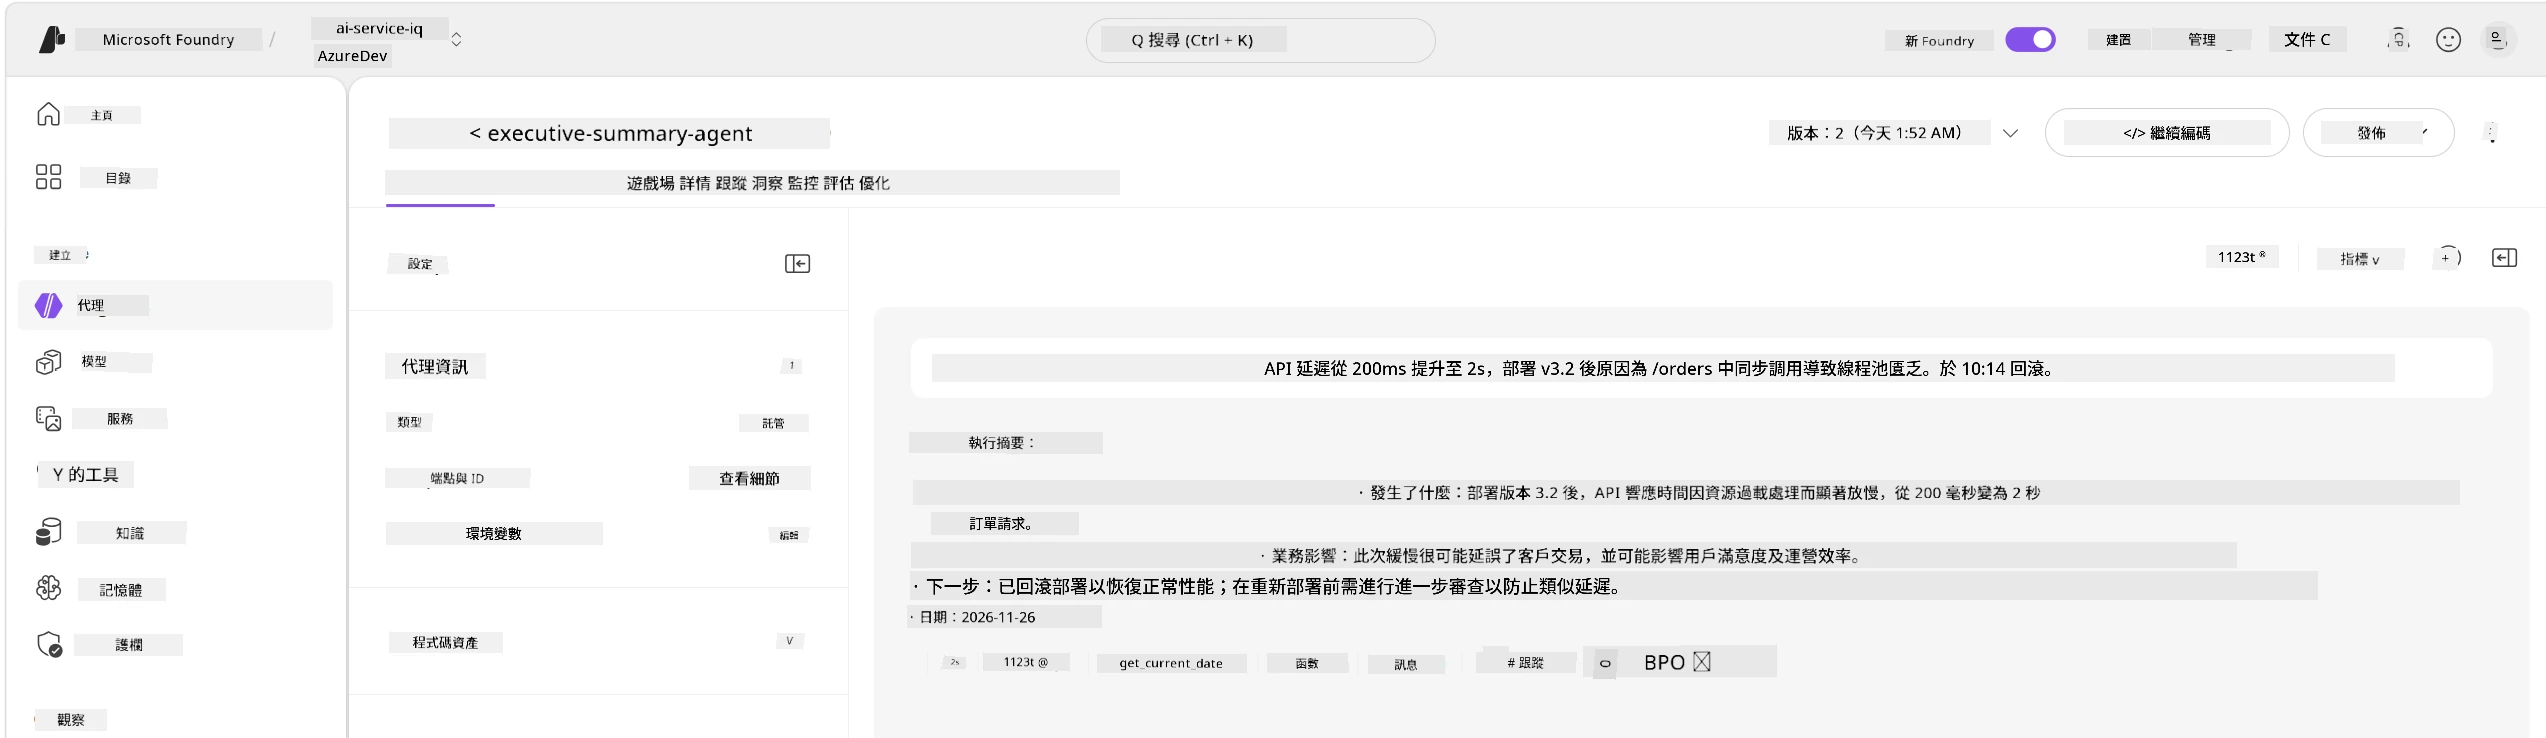 Microsoft Foundry /
ai-service-iq
AzureDev
Q 搜尋 (Ctrl + K)
新 Foundry
建置
管理
文件 C
主頁
目錄
建立
代理
模型
服務
Y 的工具
知識
記憶體
護欄
觀察
< executive-summary-agent
版本：2（今天 1:52 AM）
</> 繼續編碼
發佈
遊戲場 詳情 跟蹤 洞察 監控 評估 優化
設定
代理資訊
類型
託管
端點與 ID
查看細節
環境變數
編輯
程式碼資產
V
1123t
指標 v
API 延遲從 200ms 提升至 2s，部署 v3.2 後原因為 /orders 中同步調用導致線程池匱乏。於 10:14 回滾。
執行摘要：
· 發生了什麼：部署版本 3.2 後，API 響應時間因資源過載處理而顯著放慢，從 200 毫秒變為 2 秒
訂單請求。
· 業務影響：此次緩慢很可能延誤了客戶交易，並可能影響用戶滿意度及運營效率。
· 下一步：已回滾部署以恢復正常性能；在重新部署前需進行進一步審查以防止類似延遲。
· 日期：2026-11-26
2s
1123t @
get_current_date
函數
訊息
# 跟蹤
BPO